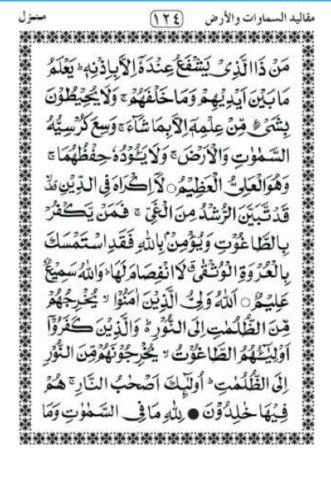 مقاليد السماوات والأرض ١٢٤ منزل
مَنْ ذَا الَّذِىْ يَشْفَعُ عِنْدَهٗٓ اِلَّا بِاِذْنِهٖؕ يَعْلَمُ
مَا بَيْنَ اَيْدِيْهِمْ وَمَا خَلْفَهُمْۚ وَلَا يُحِيْطُوْنَ
بِشَىْءٍ مِّنْ عِلْمِهٖٓ اِلَّا بِمَا شَآءَۚ وَسِعَ كُرْسِيُّهُ
السَّمٰوٰتِ وَالْاَرْضَۚ وَلَا يَـُٔوْدُهٗ حِفْظُهُمَاۚ
وَهُوَ الْعَلِىُّ الْعَظِيْمُ○ لَآ اِكْرَاهَ فِى الدِّيْنِ
قَدْ تَّبَيَّنَ الرُّشْدُ مِنَ الْغَىِّۚ فَمَنْ يَّكْفُرْ
بِالطَّاغُوْتِ وَيُؤْمِنْۢ بِاللّٰهِ فَقَدِ اسْتَمْسَكَ
بِالْعُرْوَةِ الْوُثْقٰىۗ لَا انْفِصَامَ لَهَاؕ وَاللّٰهُ سَمِيْعٌ
عَلِيْمٌ○ اَللّٰهُ وَلِىُّ الَّذِيْنَ اٰمَنُوْاۙ يُخْرِجُهُمْ
مِّنَ الظُّلُمٰتِ اِلَى النُّوْرِؕ وَالَّذِيْنَ كَفَرُوْٓا
اَوْلِيٰٓـُٔهُمُ الطَّاغُوْتُۙ يُخْرِجُوْنَهُمْ مِّنَ النُّوْرِ
اِلَى الظُّلُمٰتِؕ اُولٰٓئِكَ اَصْحٰبُ النَّارِۚ هُمْ
فِيْهَا خٰلِدُوْنَ ● لِلّٰهِ مَا فِى السَّمٰوٰتِ وَمَا